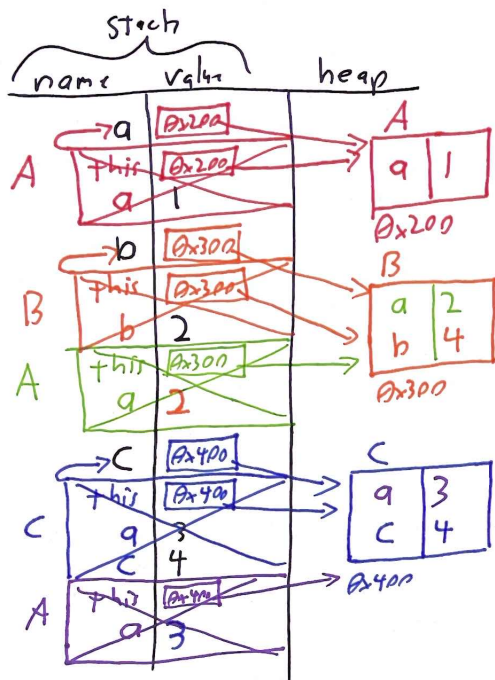 stack
name value heap
a 0x200 A
A this 0x200 a 1
a 1
0x200
b 0x300 B
this 0x300 a 2
B b 2 b 4
A this 0x300 0x300
a 2
c 0x400 C
this 0x400 a 3
C a 3 c 4
c 4
this 0x400 0x400
A a 3